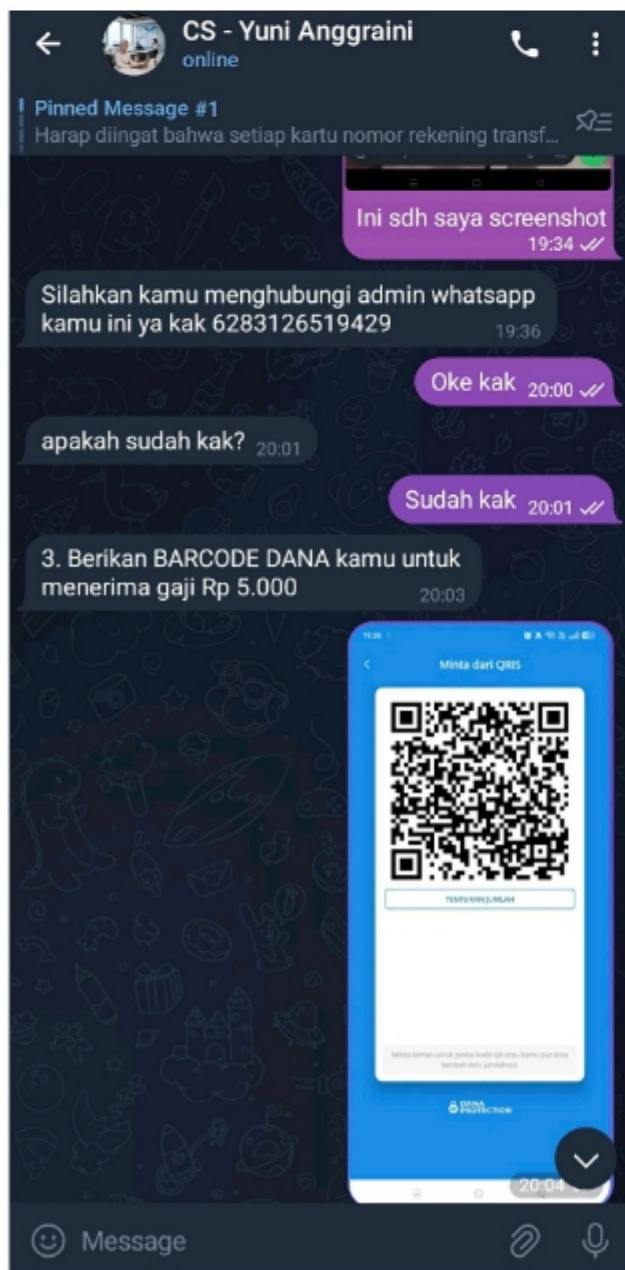 CS - Yuni Anggraini
online
Pinned Message #1
Harap diingat bahwa setiap kartu nomor rekening transf...
Ini sdh saya screenshot
19:34
Silahkan kamu menghubungi admin whatsapp
kamu ini ya kak 6283126519429
19:36
Oke kak 20:00
apakah sudah kak? 20:01
Sudah kak 20:01
3. Berikan BARCODE DANA kamu untuk
menerima gaji Rp 5.000
20:03
Minta dari QRIS
TENTUKAN JUMLAH
DANA
PROTECTION
20:04
Message